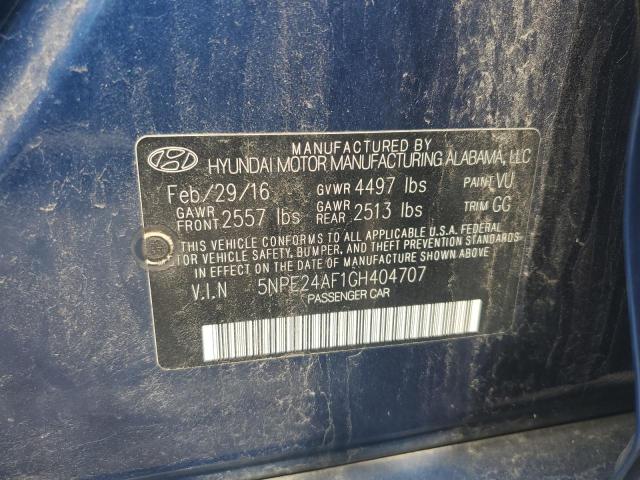 MANUFACTURED BY
HYUNDAI MOTOR MANUFACTURING ALABAMA, LLC
Feb/29/16 GVWR 4497 lbs PAINT VU
GAWR FRONT 2557 lbs GAWR REAR 2513 lbs TRIM GG
THIS VEHICLE CONFORMS TO ALL APPLICABLE U.S.A. FEDERAL
MOTOR VEHICLE SAFETY, BUMPER, AND THEFT PREVENTION STANDARDS
IN EFFECT ON THE DATE OF MANUFACTURE SHOWN ABOVE.
V.I.N 5NPE24AF1GH404707
PASSENGER CAR